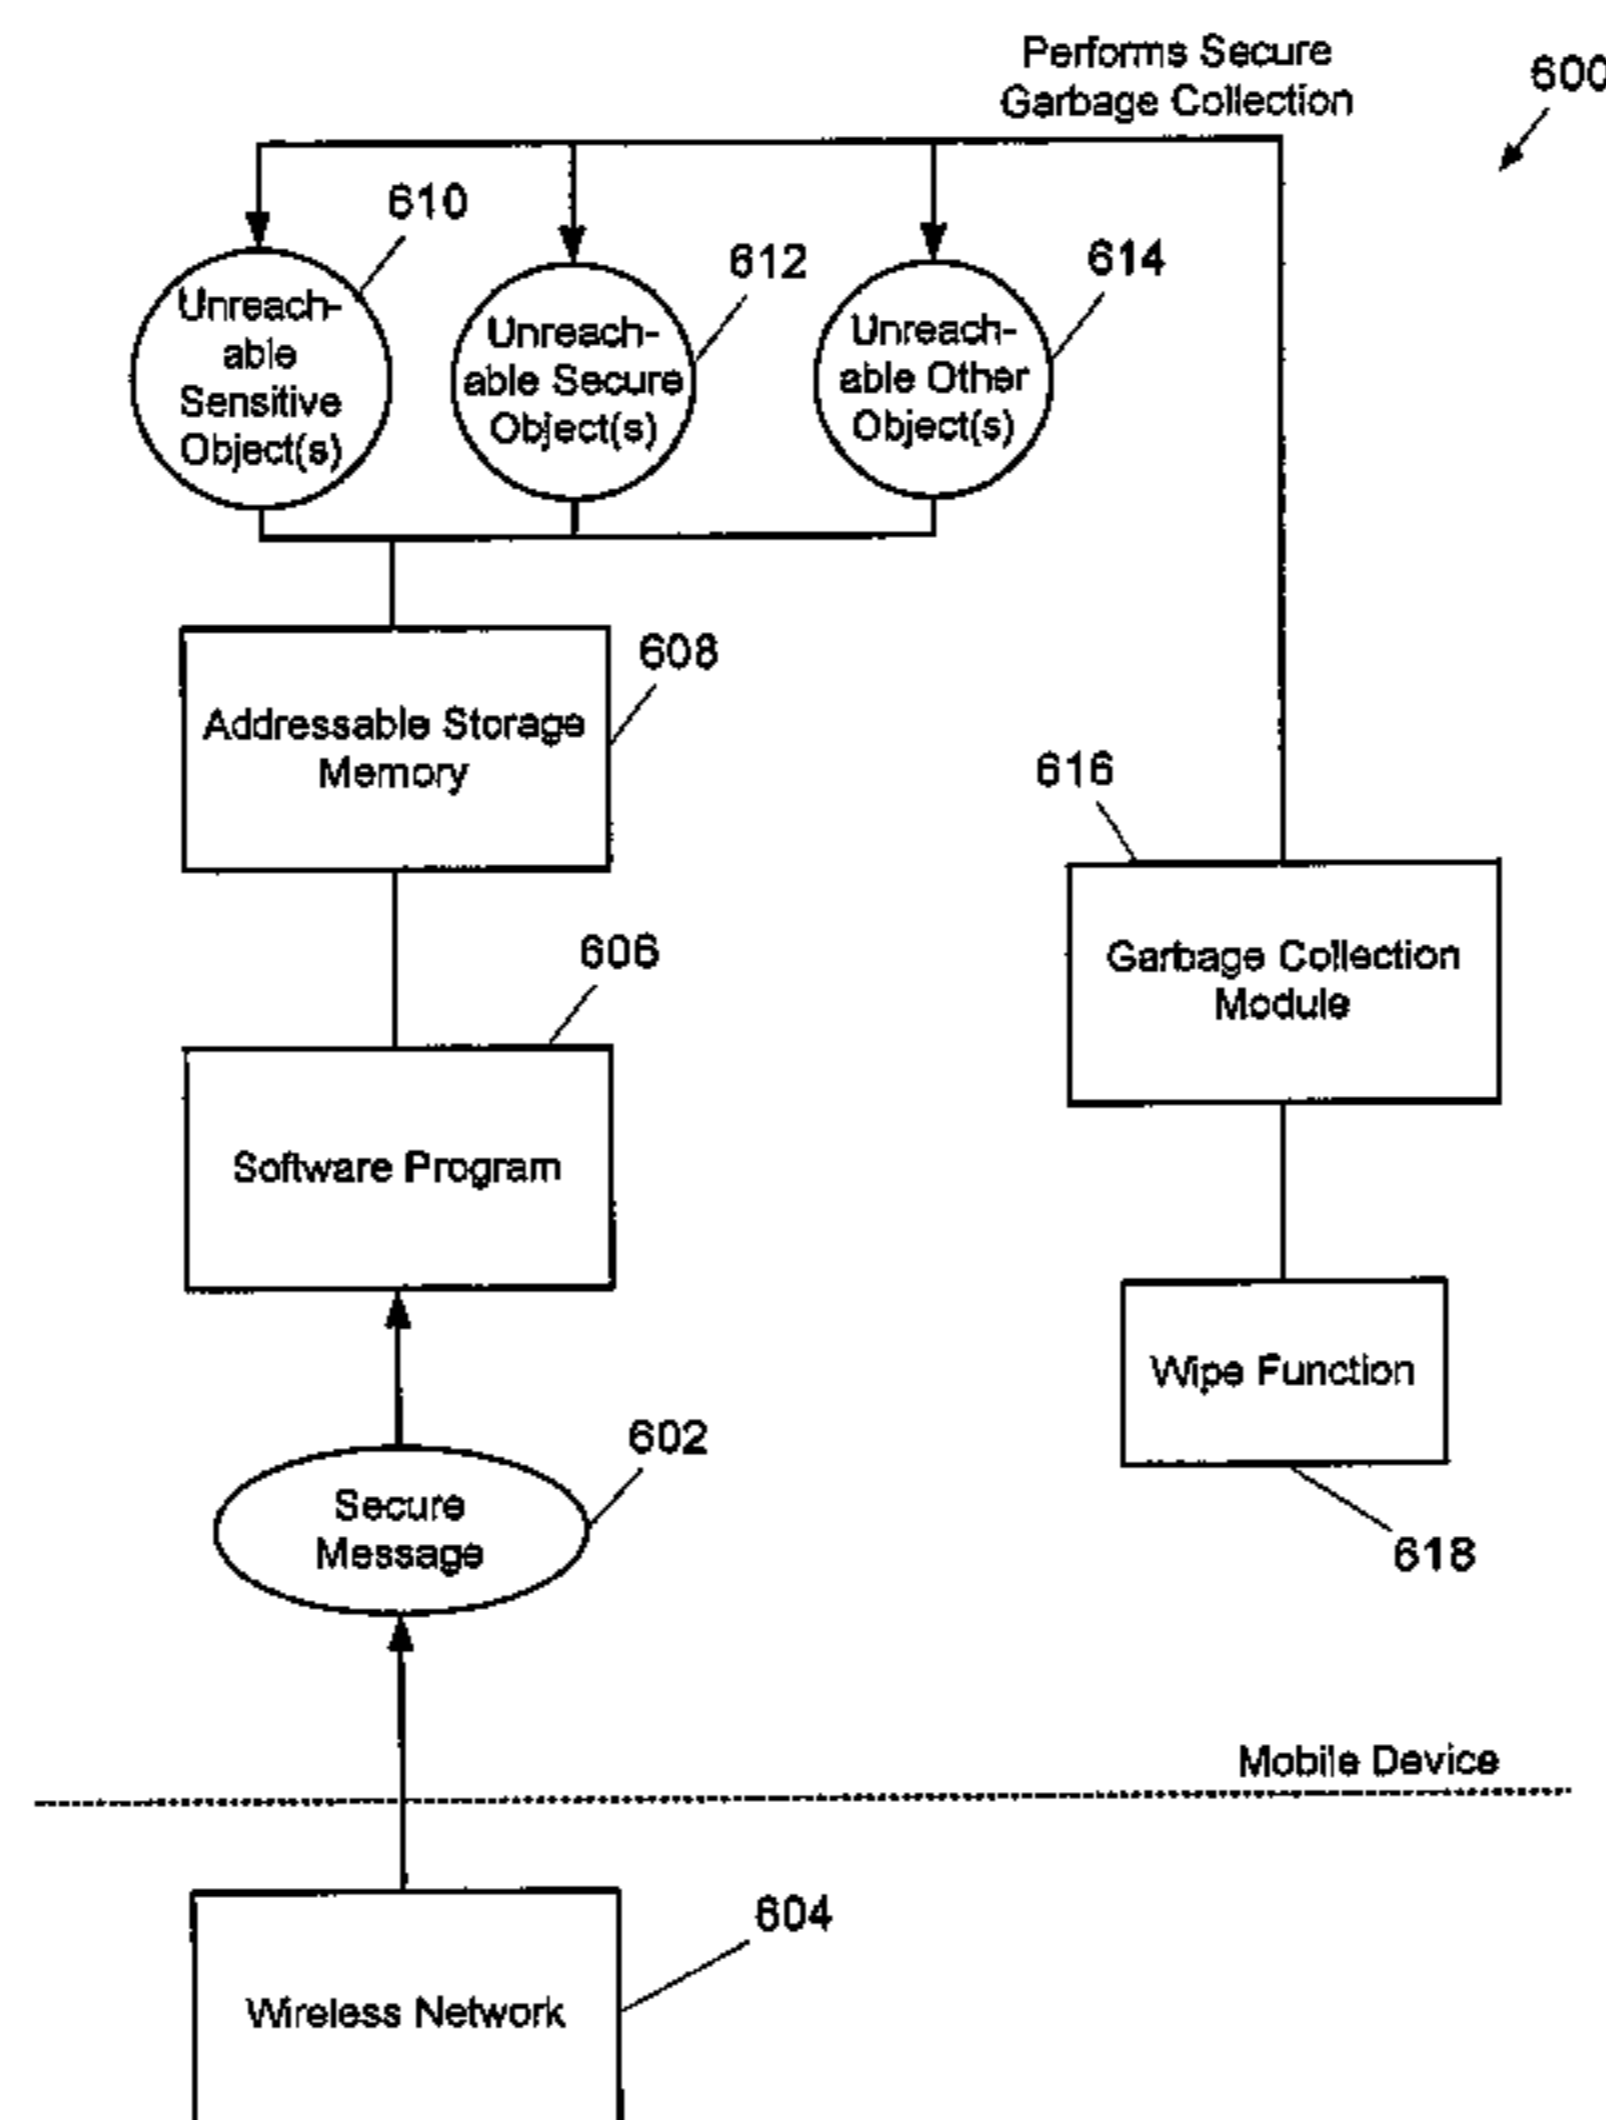 Performs Secure
Garbage Collection
600
610
612
614
Unreach-
able
Sensitive
Object(s)
Unreach-
able Secure
Object(s)
Unreach-
able Other
Object(s)
608
Addressable Storage
Memory
616
Garbage Collection
Module
606
Software Program
Wipe Function
618
602
Secure
Message
Mobile Device
604
Wireless Network